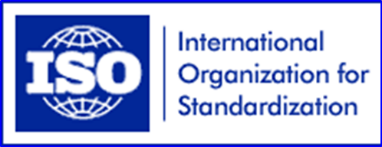 ISO
International
Organization for
Standardization